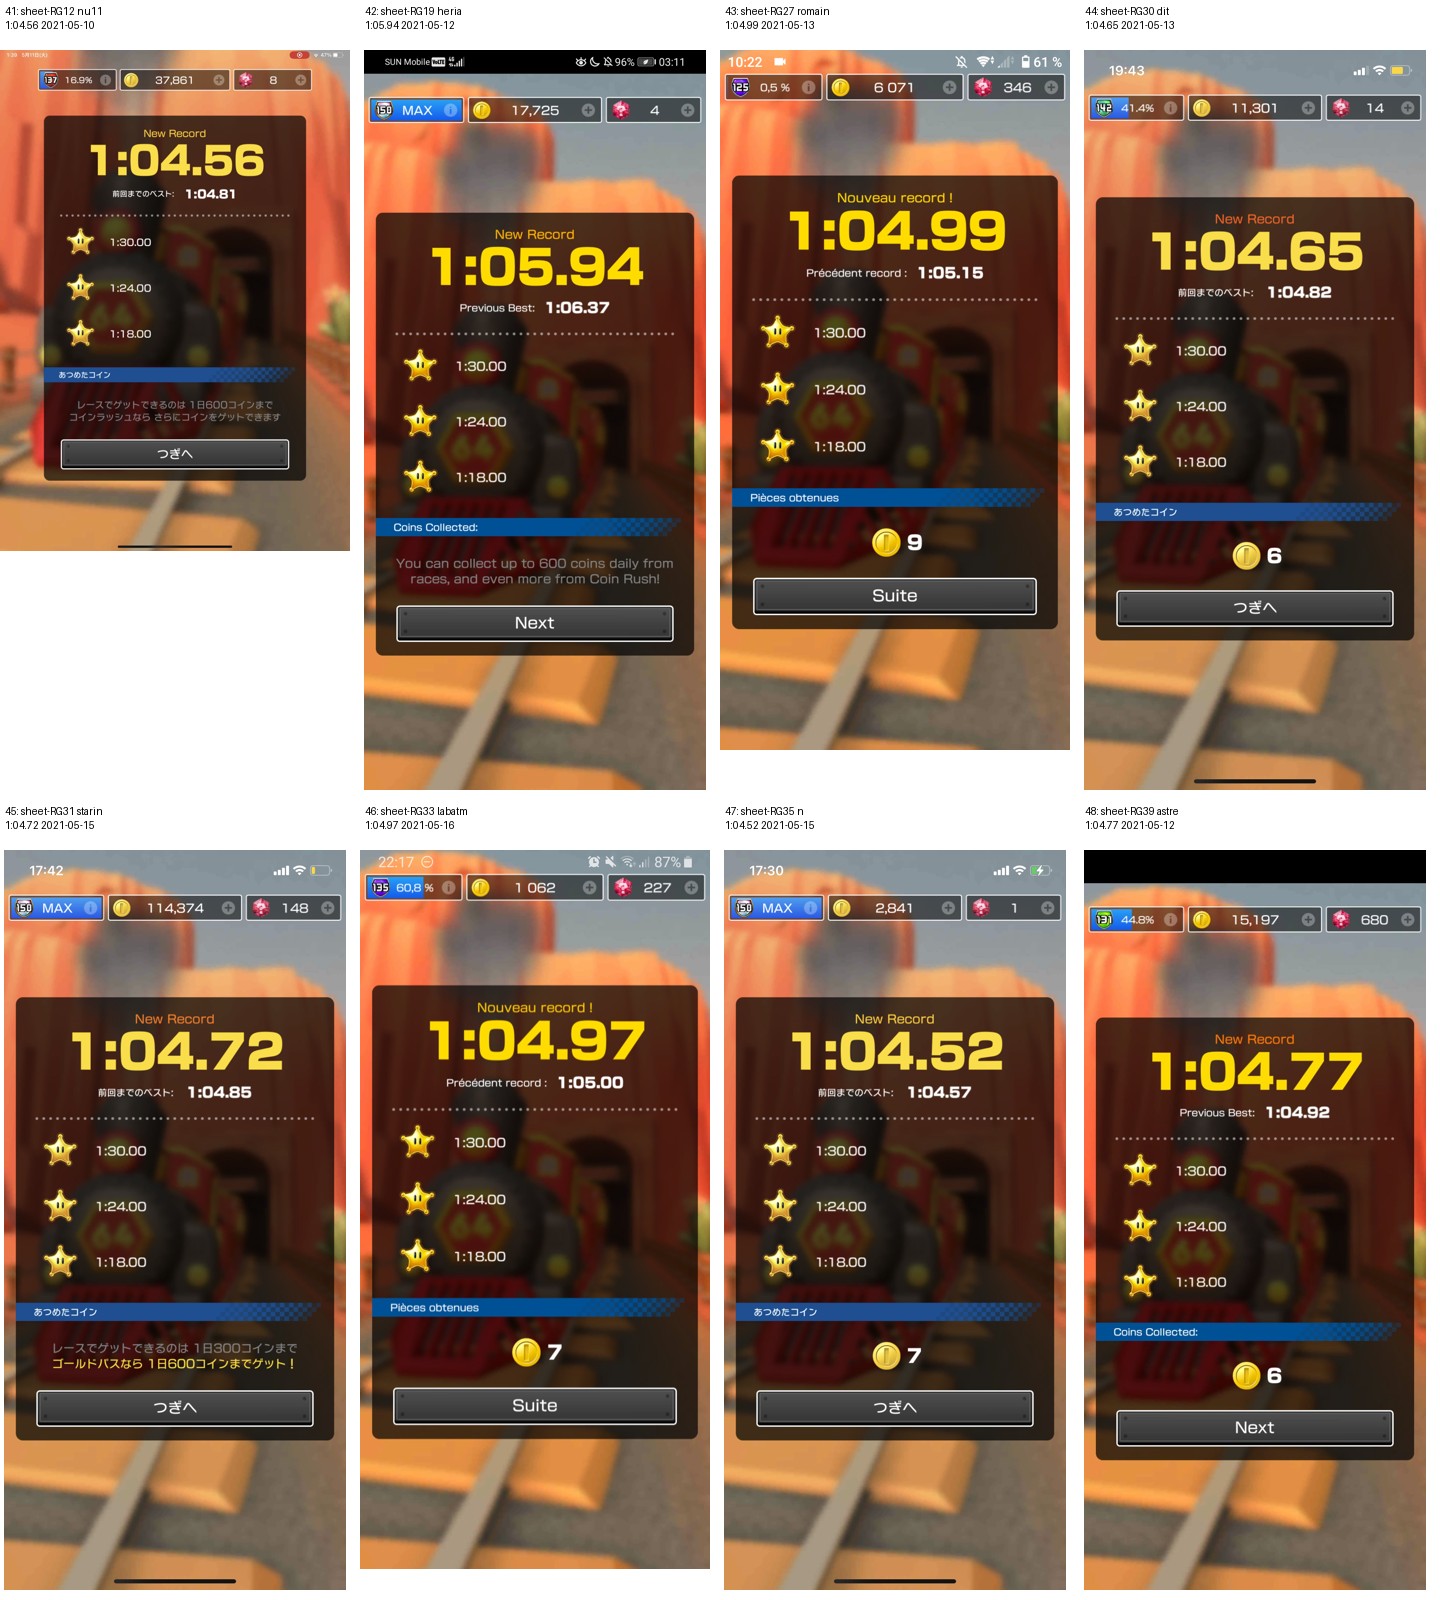 41: sheet-RG12 nu11
1:04.56 2021-05-10
1:39 5月11日(火)
47%
137 16.9%
37,861
8
New Record
1:04.56
前回までのベスト: 1:04.81
1:30.00
1:24.00
1:18.00
あつめたコイン
レースでゲットできるのは 1日600コインまで
コインラッシュなら さらにコインをゲットできます
つぎへ
42: sheet-RG19 heria
1:05.94 2021-05-12
SUN Mobile
96% 03:11
150 MAX
17,725
4
New Record
1:05.94
Previous Best: 1:06.37
1:30.00
1:24.00
1:18.00
Coins Collected:
You can collect up to 600 coins daily from
races, and even more from Coin Rush!
Next
43: sheet-RG27 romain
1:04.99 2021-05-13
10:22
61 %
125 0,5 %
6 071
346
Nouveau record !
1:04.99
Précédent record : 1:05.15
1:30.00
1:24.00
1:18.00
Pièces obtenues
9
Suite
44: sheet-RG30 dit
1:04.65 2021-05-13
19:43
142 41.4%
11,301
14
New Record
1:04.65
前回までのベスト: 1:04.82
1:30.00
1:24.00
1:18.00
あつめたコイン
6
つぎへ
45: sheet-RG31 starin
1:04.72 2021-05-15
17:42
150 MAX
114,374
148
New Record
1:04.72
前回までのベスト: 1:04.85
1:30.00
1:24.00
1:18.00
あつめたコイン
レースでゲットできるのは 1日300コインまで
ゴールドパスなら 1日600コインまでゲット！
つぎへ
46: sheet-RG33 labatm
1:04.97 2021-05-16
22:17
87%
135 60,8 %
1 062
227
Nouveau record !
1:04.97
Précédent record : 1:05.00
1:30.00
1:24.00
1:18.00
Pièces obtenues
7
Suite
47: sheet-RG35 n
1:04.52 2021-05-15
17:30
150 MAX
2,841
1
New Record
1:04.52
前回までのベスト: 1:04.57
1:30.00
1:24.00
1:18.00
あつめたコイン
7
つぎへ
48: sheet-RG39 astre
1:04.77 2021-05-12
131 44.8%
15,197
680
New Record
1:04.77
Previous Best: 1:04.92
1:30.00
1:24.00
1:18.00
Coins Collected:
6
Next